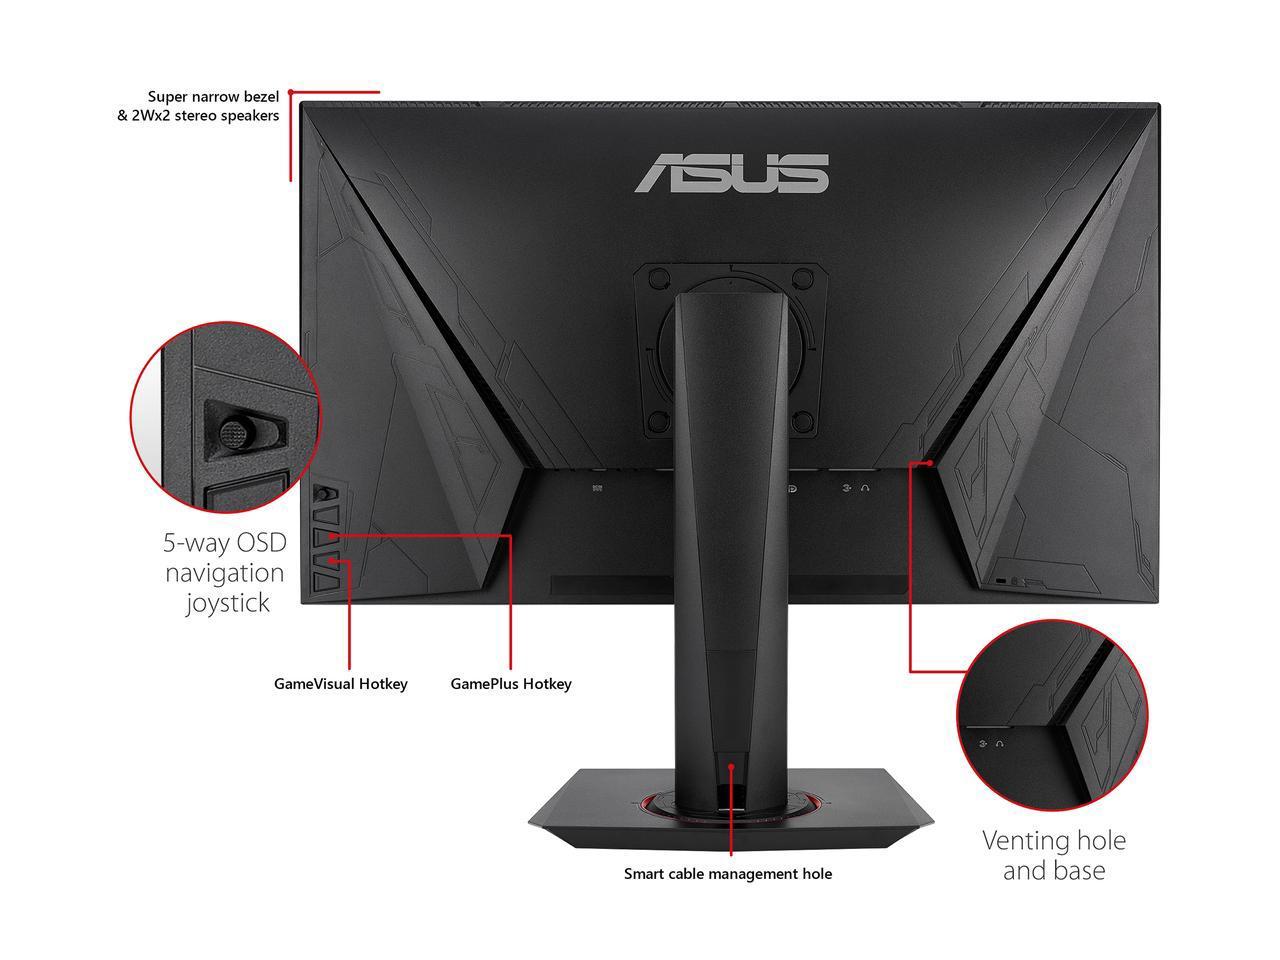 Super narrow bezel
& 2Wx2 stereo speakers
ASUS
5-way OSD
navigation
joystick
GameVisual Hotkey
GamePlus Hotkey
Venting hole
and base
Smart cable management hole